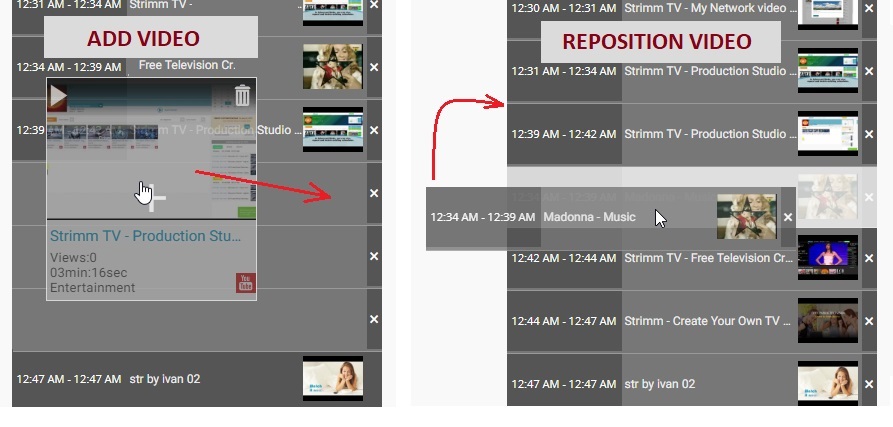 12:31 AM - 12:34 AM Strimm TV -
ADD VIDEO
12:34 AM - 12:39 AM Free Television Cr.
12:39 Strimm TV - Production Studio ...
Strimm TV - Production Stu...
Views:0
03min:16sec
Entertainment
You Tube
12:47 AM - 12:47 AM str by ivan 02
12:30 AM - 12:31 AM Strimm TV - My Network video ...
REPOSITION VIDEO
12:31 AM - 12:34 AM Strimm TV - Production Studio ...
12:39 AM - 12:42 AM Strimm TV - Production Studio ...
12:34 AM - 12:39 AM Madonna - Music
12:42 AM - 12:44 AM Strimm TV - Free Television Cr...
12:44 AM - 12:47 AM Strimm - Create Your Own TV ...
12:47 AM - 12:47 AM str by ivan 02